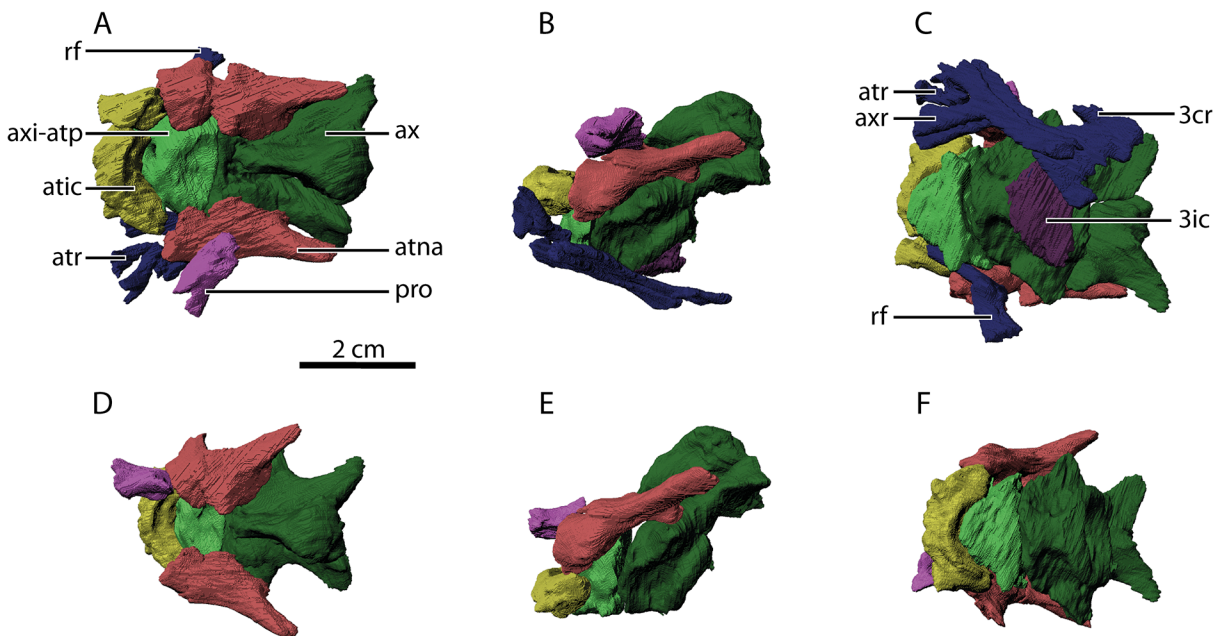 A
B
C
rf
axi-atp
atic
atr
ax
atna
pro
atr
axr
3cr
3ic
rf
2 cm
D
E
F